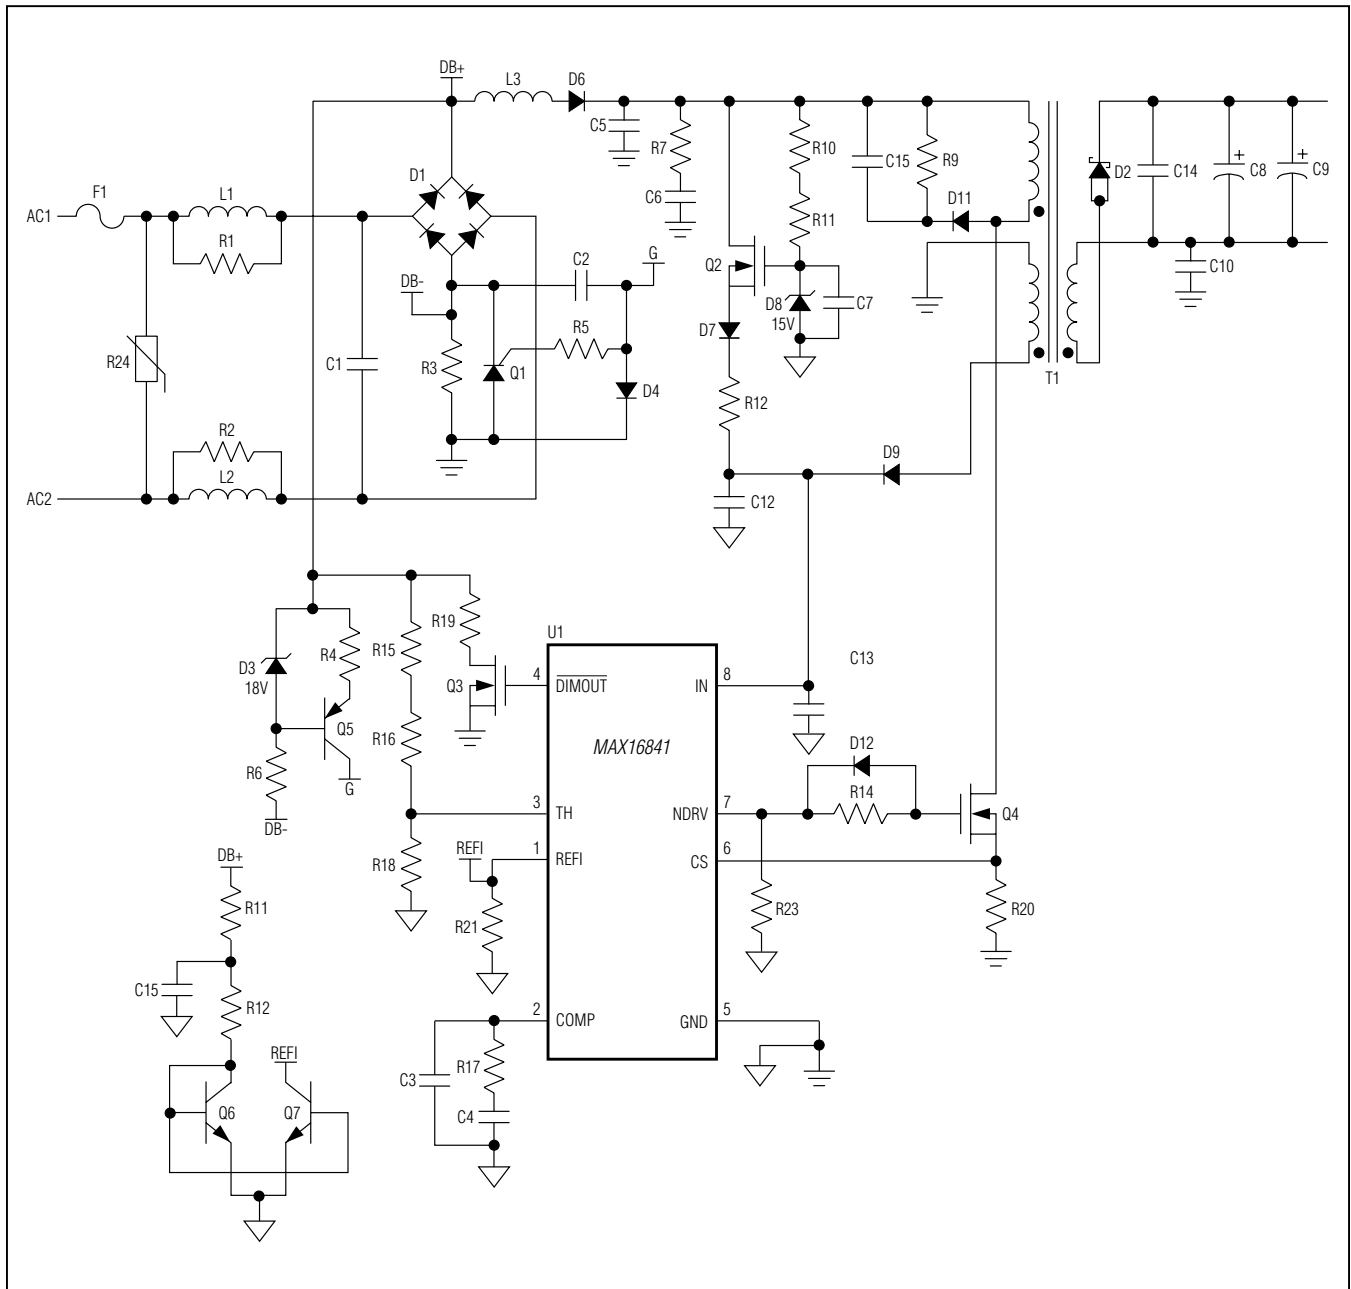 DB+
L3
D6
C5
R7
C6
R10
R11
C15
R9
D11
D2
C14
C8
+
C9
+
C10
F1
AC1
L1
R1
D1
C2
G
DB-
R5
R3
Q1
D4
C1
R24
R2
L2
AC2
Q2
D8
15V
C7
D7
R12
D9
C12
T1
D3
18V
R4
Q5
R6
G
DB-
R15
R16
R18
R19
Q3
U1
4
DIMOUT
IN
8
C13
MAX16841
D12
R14
3
TH
NDRV
7
Q4
REFI
1
REFI
CS
6
R21
R23
R20
2
COMP
GND
5
C3
R17
C4
DB+
R11
C15
R12
REFI
Q6
Q7